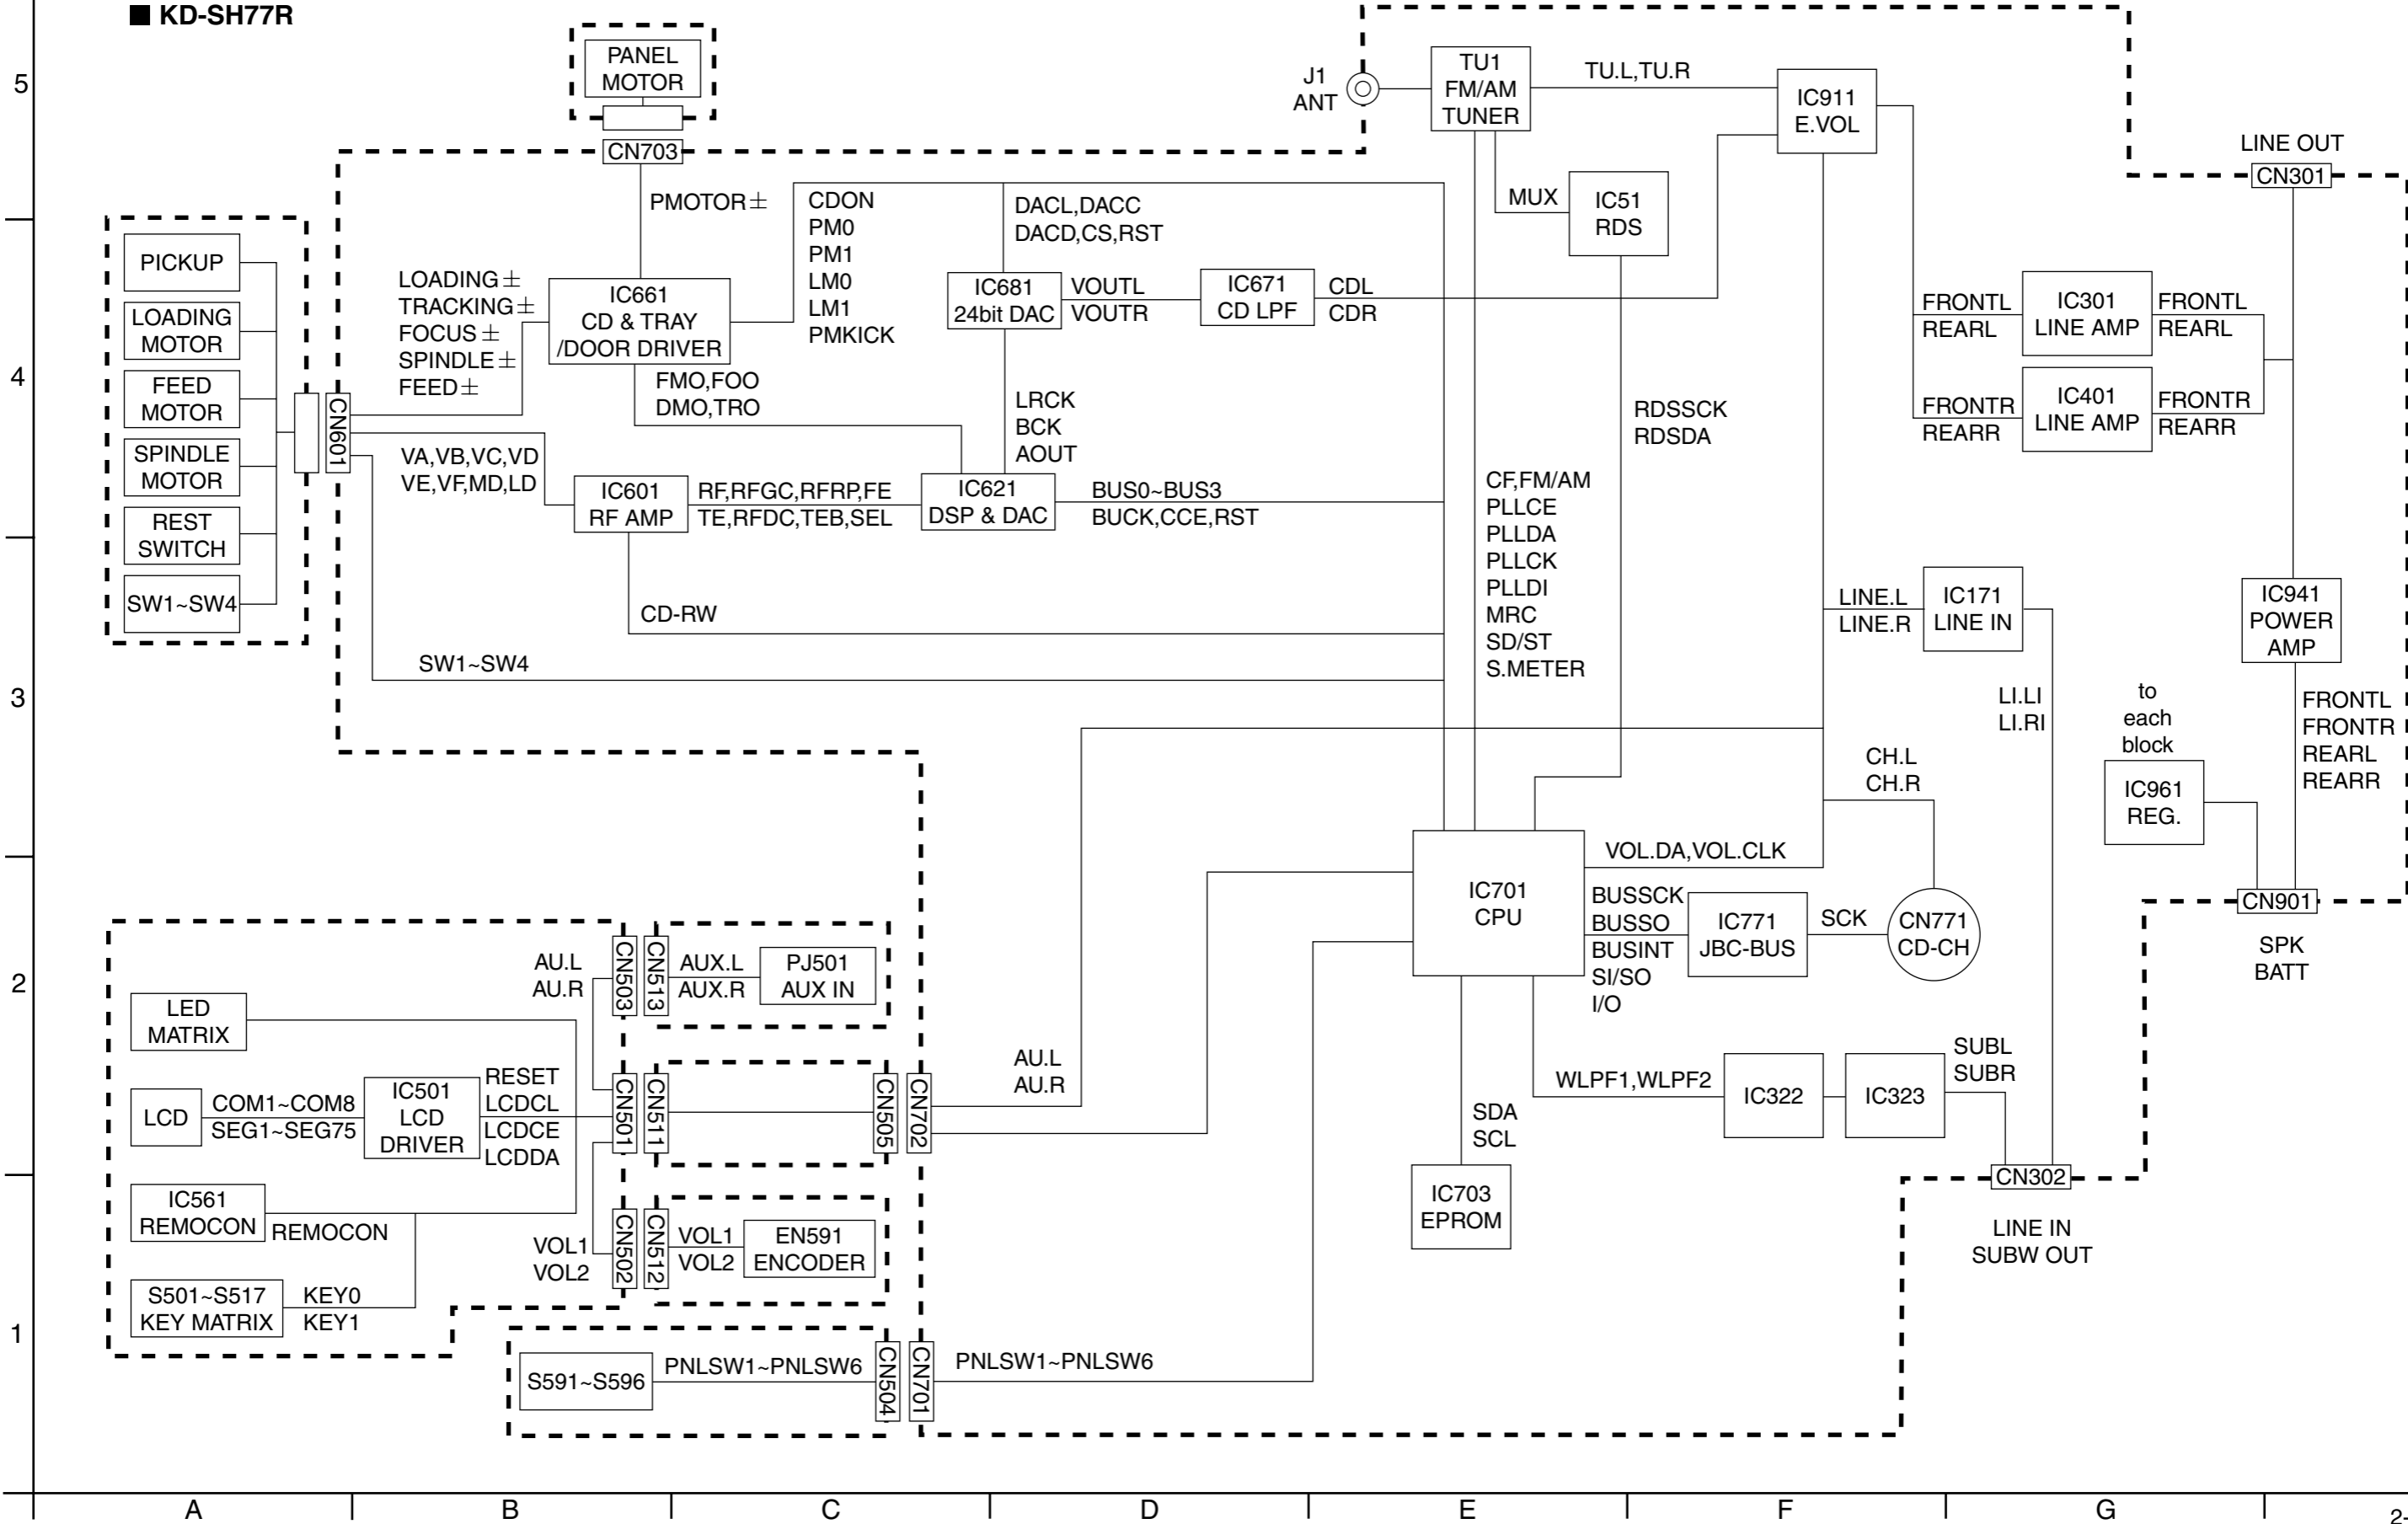 ■ KD-SH77R
5
4
3
2
1
PANEL
MOTOR
CN703
PMOTOR±
J1
ANT
TU1
FM/AM
TUNER
TU.L,TU.R
IC911
E.VOL
MUX
IC51
RDS
LINE OUT
CN301
PICKUP
LOADING
MOTOR
FEED
MOTOR
SPINDLE
MOTOR
REST
SWITCH
SW1~SW4
CN601
LOADING±
TRACKING±
FOCUS±
SPINDLE±
FEED±
IC661
CD & TRAY
/DOOR DRIVER
CDON
PM0
PM1
LM0
LM1
PMKICK
DACL,DACC
DACD,CS,RST
IC681
24bit DAC
VOUTL
VOUTR
IC671
CD LPF
CDL
CDR
FMO,FOO
DMO,TRO
LRCK
BCK
AOUT
VA,VB,VC,VD
VE,VF,MD,LD
IC601
RF AMP
RF,RFGC,RFRP,FE
TE,RFDC,TEB,SEL
IC621
DSP & DAC
BUS0~BUS3
BUCK,CCE,RST
CD-RW
SW1~SW4
RDSSCK
RDSDA
CF,FM/AM
PLLCE
PLLDA
PLLCK
PLLDI
MRC
SD/ST
S.METER
FRONTL
REARL
IC301
LINE AMP
FRONTL
REARL
FRONTR
REARR
IC401
LINE AMP
FRONTR
REARR
LINE.L
LINE.R
IC171
LINE IN
LI.LI
LI.RI
IC941
POWER
AMP
FRONTL
FRONTR
REARL
REARR
to
each
block
IC961
REG.
CN901
SPK
BATT
CH.L
CH.R
VOL.DA,VOL.CLK
IC701
CPU
BUSSCK
BUSSO
BUSINT
SI/SO
I/O
IC771
JBC-BUS
SCK
CN771
CD-CH
WLPF1,WLPF2
IC322
IC323
SUBL
SUBR
CN302
LINE IN
SUBW OUT
SDA
SCL
IC703
EPROM
AU.L
AU.R
CN503
CN513
AUX.L
AUX.R
PJ501
AUX IN
LED
MATRIX
LCD
COM1~COM8
SEG1~SEG75
IC501
LCD
DRIVER
RESET
LCDCL
LCDCE
LCDDA
CN501
CN511
CN505
CN702
AU.L
AU.R
IC561
REMOCON
REMOCON
S501~S517
KEY MATRIX
KEY0
KEY1
VOL1
VOL2
CN502
CN512
VOL1
VOL2
EN591
ENCODER
S591~S596
PNLSW1~PNLSW6
CN504
CN701
PNLSW1~PNLSW6
A
B
C
D
E
F
G
2-